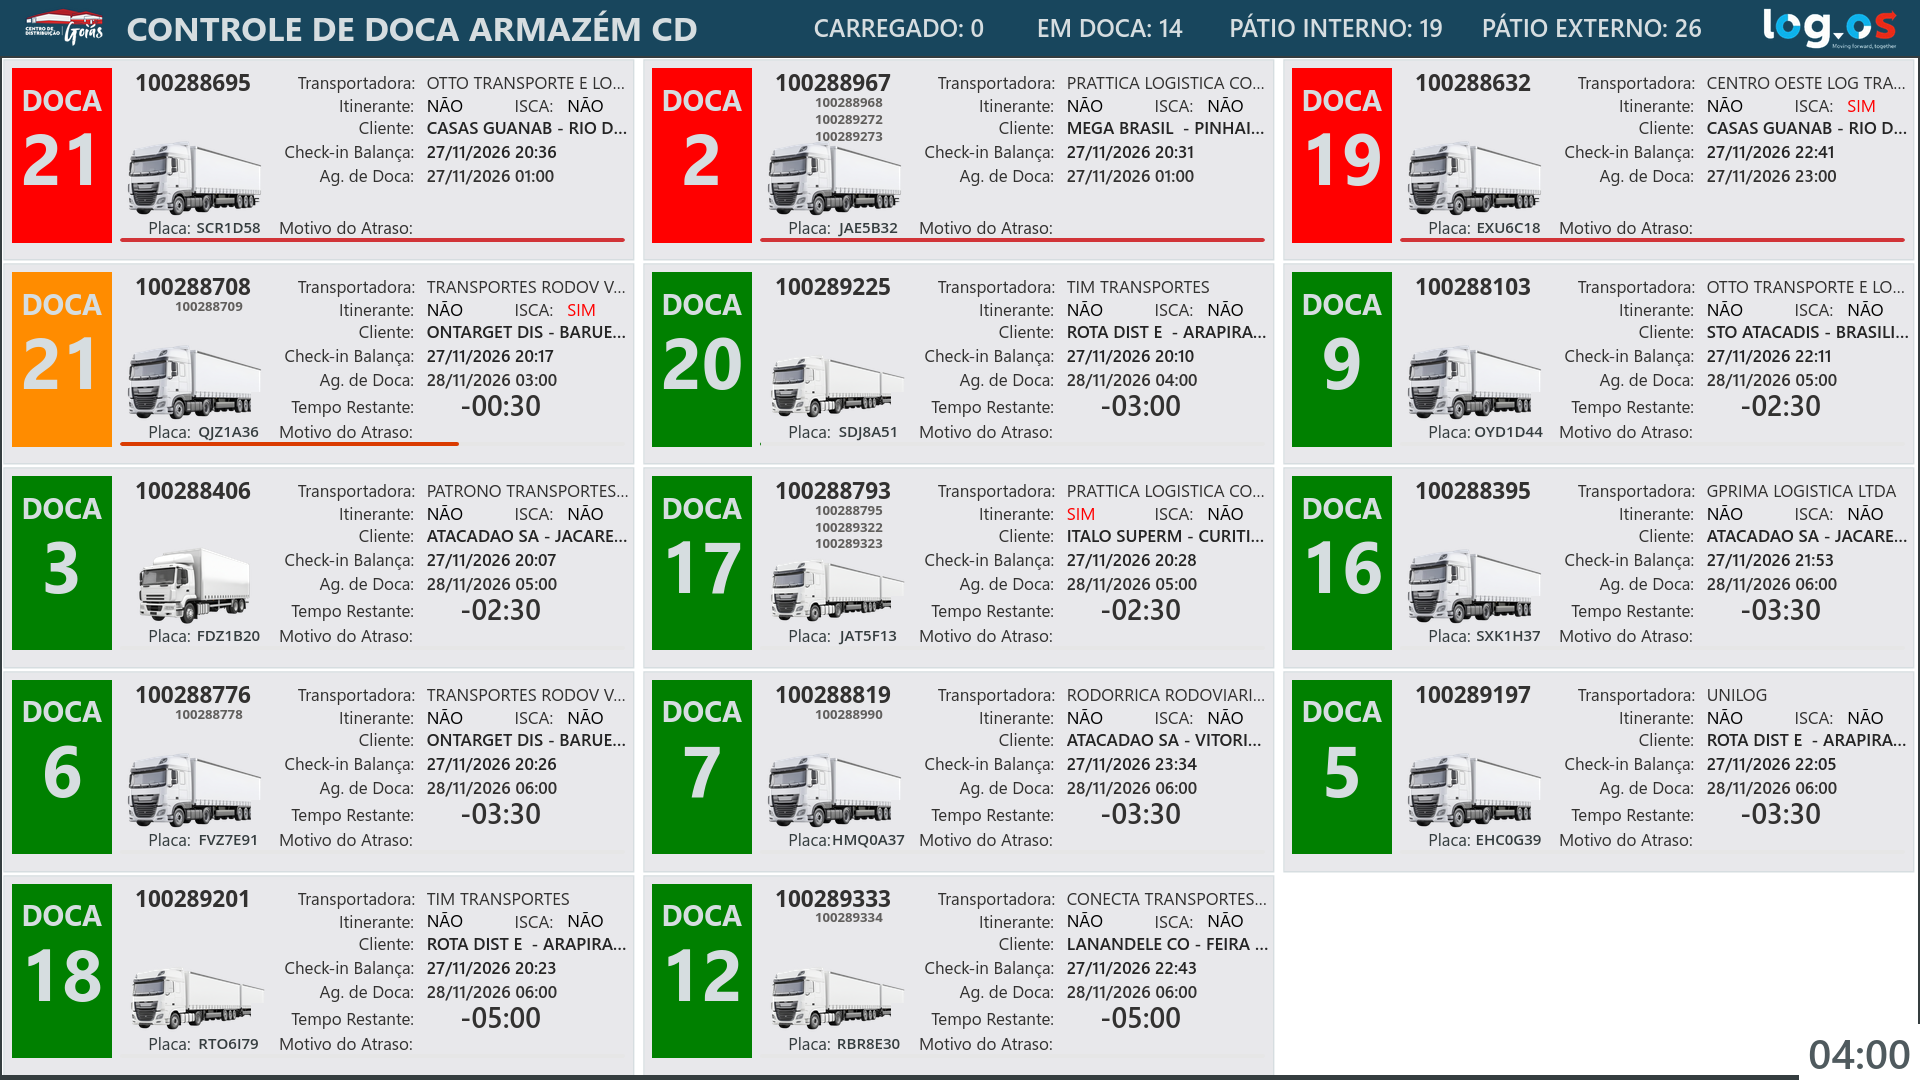 CENTRO DE DISTRIBUIÇÃO Goiás
CONTROLE DE DOCA ARMAZÉM CD
CARREGADO: 0
EM DOCA: 14
PÁTIO INTERNO: 19
PÁTIO EXTERNO: 26
log.os
Moving forward, together
DOCA
21
100288695
Transportadora: OTTO TRANSPORTE E LO...
Itinerante: NÃO ISCA: NÃO
Cliente: CASAS GUANAB - RIO D...
Check-in Balança: 27/11/2026 20:36
Ag. de Doca: 27/11/2026 01:00
Placa: SCR1D58 Motivo do Atraso:
DOCA
2
100288967
100288968
100289272
100289273
Transportadora: PRATTICA LOGISTICA CO...
Itinerante: NÃO ISCA: NÃO
Cliente: MEGA BRASIL - PINHAI...
Check-in Balança: 27/11/2026 20:31
Ag. de Doca: 27/11/2026 01:00
Placa: JAE5B32 Motivo do Atraso:
DOCA
19
100288632
Transportadora: CENTRO OESTE LOG TRA...
Itinerante: NÃO ISCA: SIM
Cliente: CASAS GUANAB - RIO D...
Check-in Balança: 27/11/2026 22:41
Ag. de Doca: 27/11/2026 23:00
Placa: EXU6C18 Motivo do Atraso:
DOCA
21
100288708
100288709
Transportadora: TRANSPORTES RODOV V...
Itinerante: NÃO ISCA: SIM
Cliente: ONTARGET DIS - BARUE...
Check-in Balança: 27/11/2026 20:17
Ag. de Doca: 28/11/2026 03:00
Tempo Restante: -00:30
Placa: QJZ1A36 Motivo do Atraso:
DOCA
20
100289225
Transportadora: TIM TRANSPORTES
Itinerante: NÃO ISCA: NÃO
Cliente: ROTA DIST E - ARAPIRA...
Check-in Balança: 27/11/2026 20:10
Ag. de Doca: 28/11/2026 04:00
Tempo Restante: -03:00
Placa: SDJ8A51 Motivo do Atraso:
DOCA
9
100288103
Transportadora: OTTO TRANSPORTE E LO...
Itinerante: NÃO ISCA: NÃO
Cliente: STO ATACADIS - BRASILI...
Check-in Balança: 27/11/2026 22:11
Ag. de Doca: 28/11/2026 05:00
Tempo Restante: -02:30
Placa: OYD1D44 Motivo do Atraso:
DOCA
3
100288406
Transportadora: PATRONO TRANSPORTES...
Itinerante: NÃO ISCA: NÃO
Cliente: ATACADAO SA - JACARE...
Check-in Balança: 27/11/2026 20:07
Ag. de Doca: 28/11/2026 05:00
Tempo Restante: -02:30
Placa: FDZ1B20 Motivo do Atraso:
DOCA
17
100288793
100288795
100289322
100289323
Transportadora: PRATTICA LOGISTICA CO...
Itinerante: SIM ISCA: NÃO
Cliente: ITALO SUPERM - CURITI...
Check-in Balança: 27/11/2026 20:28
Ag. de Doca: 28/11/2026 05:00
Tempo Restante: -02:30
Placa: JAT5F13 Motivo do Atraso:
DOCA
16
100288395
Transportadora: GPRIMA LOGISTICA LTDA
Itinerante: NÃO ISCA: NÃO
Cliente: ATACADAO SA - JACARE...
Check-in Balança: 27/11/2026 21:53
Ag. de Doca: 28/11/2026 06:00
Tempo Restante: -03:30
Placa: SXK1H37 Motivo do Atraso:
DOCA
6
100288776
100288778
Transportadora: TRANSPORTES RODOV V...
Itinerante: NÃO ISCA: NÃO
Cliente: ONTARGET DIS - BARUE...
Check-in Balança: 27/11/2026 20:26
Ag. de Doca: 28/11/2026 06:00
Tempo Restante: -03:30
Placa: FVZ7E91 Motivo do Atraso:
DOCA
7
100288819
100288990
Transportadora: RODORRICA RODOVIARI...
Itinerante: NÃO ISCA: NÃO
Cliente: ATACADAO SA - VITORI...
Check-in Balança: 27/11/2026 23:34
Ag. de Doca: 28/11/2026 06:00
Tempo Restante: -03:30
Placa: HMQ0A37 Motivo do Atraso:
DOCA
5
100289197
Transportadora: UNILOG
Itinerante: NÃO ISCA: NÃO
Cliente: ROTA DIST E - ARAPIRA...
Check-in Balança: 27/11/2026 22:05
Ag. de Doca: 28/11/2026 06:00
Tempo Restante: -03:30
Placa: EHC0G39 Motivo do Atraso:
DOCA
18
100289201
Transportadora: TIM TRANSPORTES
Itinerante: NÃO ISCA: NÃO
Cliente: ROTA DIST E - ARAPIRA...
Check-in Balança: 27/11/2026 20:23
Ag. de Doca: 28/11/2026 06:00
Tempo Restante: -05:00
Placa: RTO6I79 Motivo do Atraso:
DOCA
12
100289333
100289334
Transportadora: CONECTA TRANSPORTES...
Itinerante: NÃO ISCA: NÃO
Cliente: LANANDELE CO - FEIRA ...
Check-in Balança: 27/11/2026 22:43
Ag. de Doca: 28/11/2026 06:00
Tempo Restante: -05:00
Placa: RBR8E30 Motivo do Atraso:
04:00